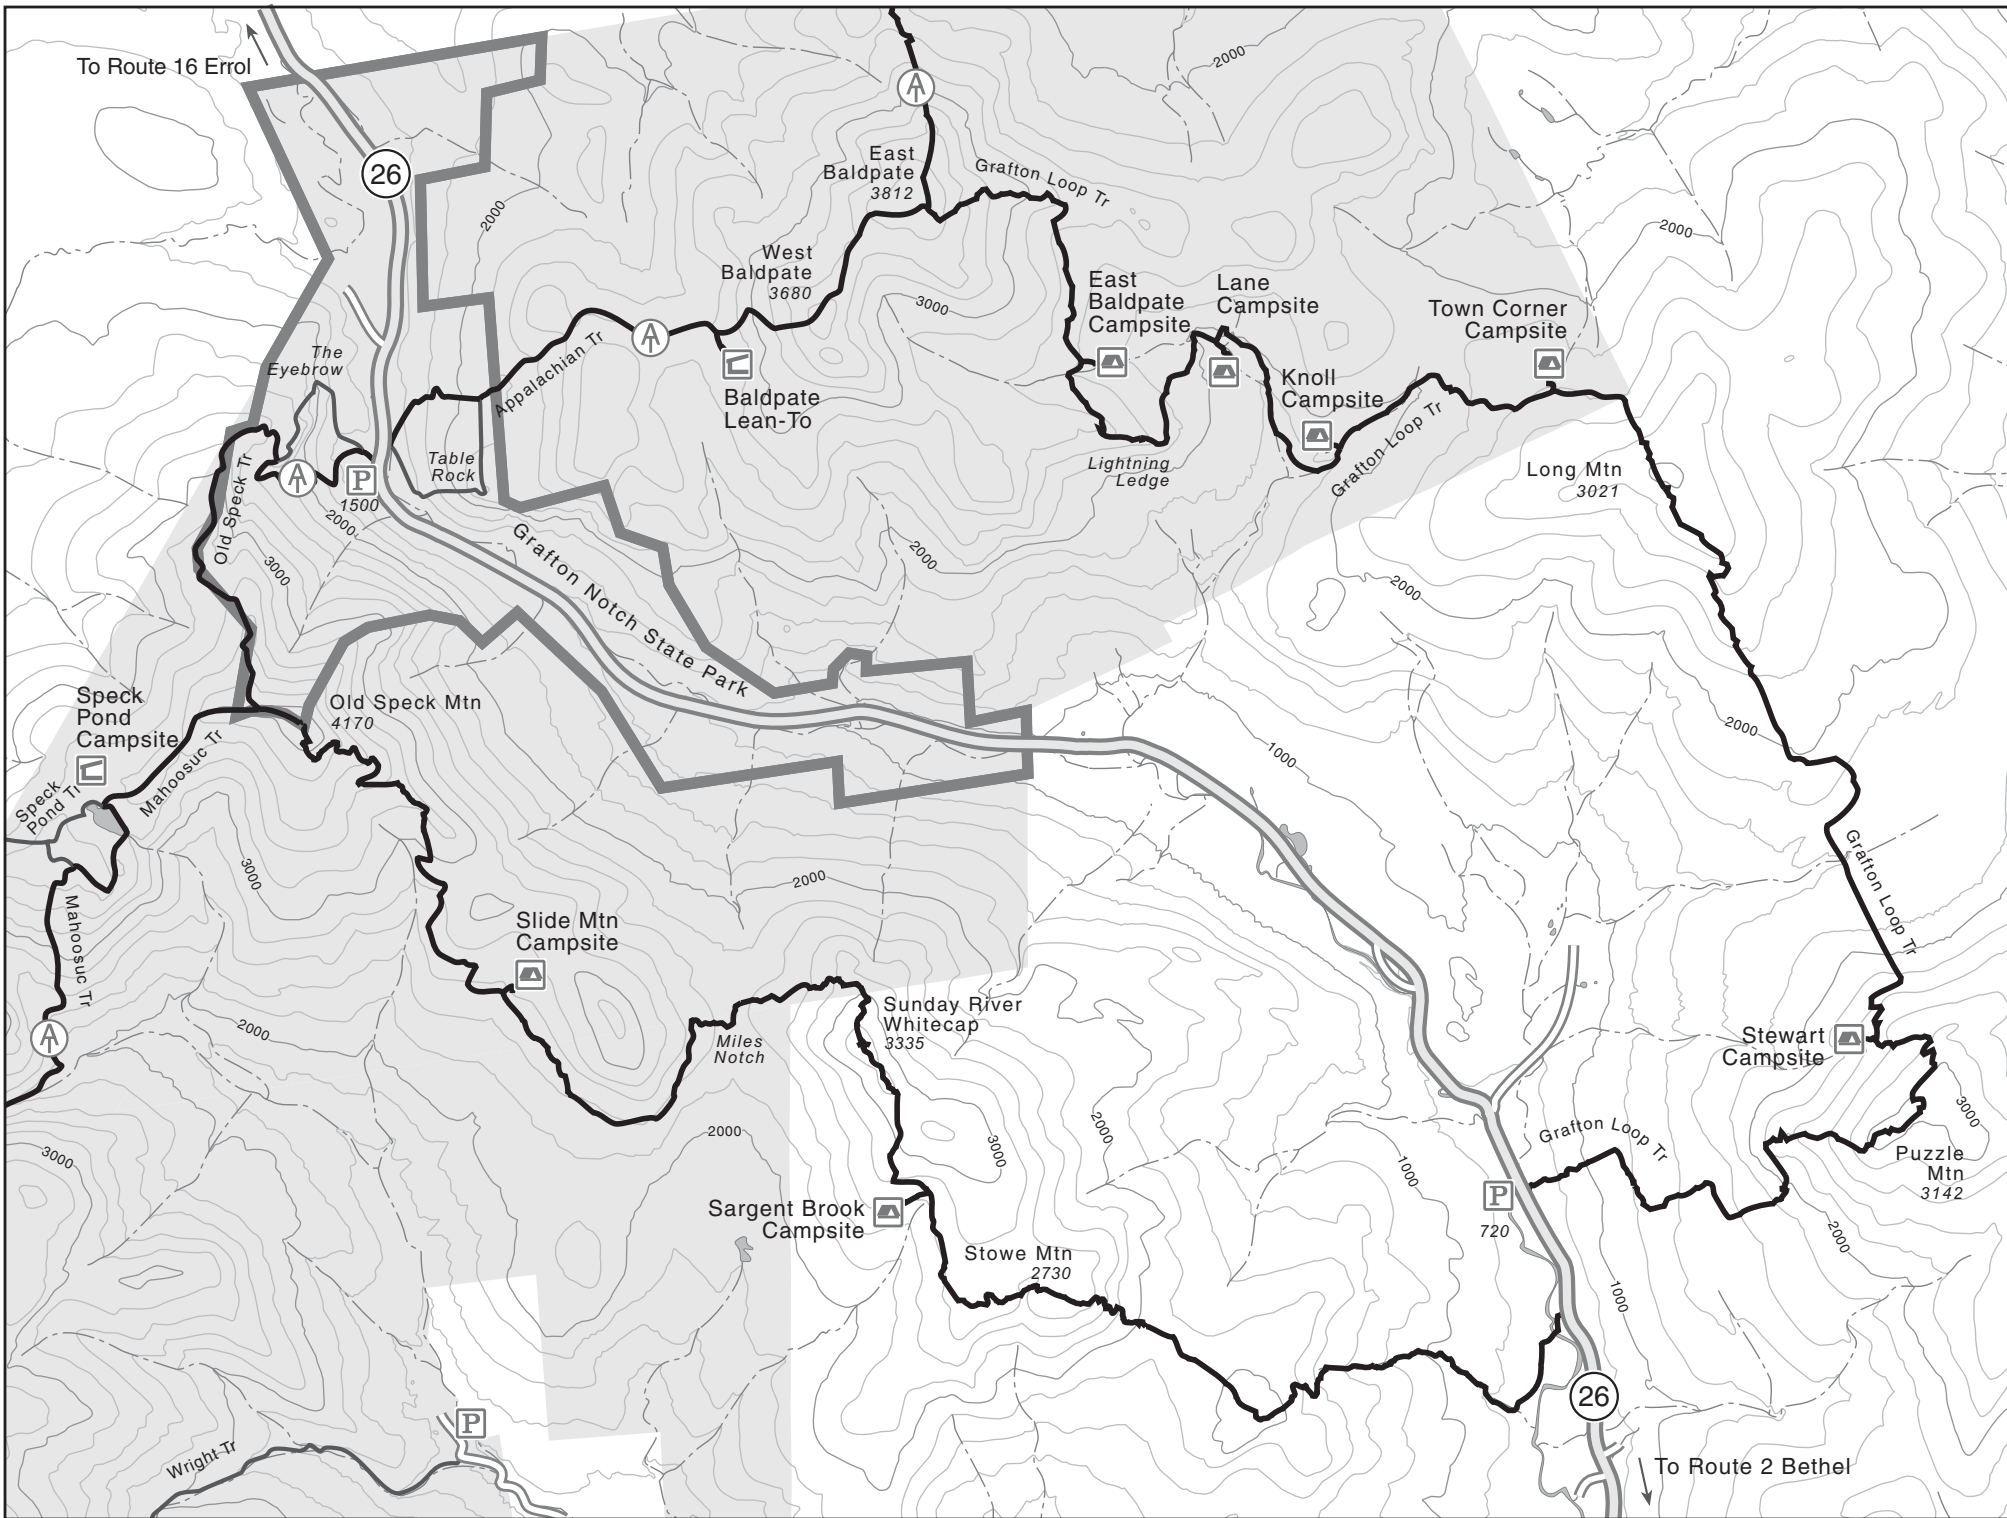 To Route 16 Errol
26
2000
East
Baldpate
3812
Grafton Loop Tr
2000
2000
West
Baldpate
3680
3000
East
Baldpate
Campsite
Lane
Campsite
Town Corner
Campsite
2000
The
Eyebrow
Appalachian Tr
Baldpate
Lean-To
Knoll
Campsite
Grafton Loop Tr
Table
Rock
Lightning
Ledge
Long Mtn
3021
Old Speck Tr
P
1500
2000
3000
Grafton Notch State Park
2000
2000
Speck
Pond
Campsite
Old Speck Mtn
4170
Mahoosuc Tr
Speck
Pond Tr
2000
1000
3000
2000
Grafton Loop Tr
Mahoosuc Tr
Slide Mtn
Campsite
2000
Miles
Notch
Sunday River
Whitecap
3335
Stewart
Campsite
3000
2000
3000
2000
1000
3000
Grafton Loop Tr
Puzzle
Mtn
3142
P
720
Sargent Brook
Campsite
Stowe Mtn
2730
2000
1000
26
P
Wright Tr
To Route 2 Bethel